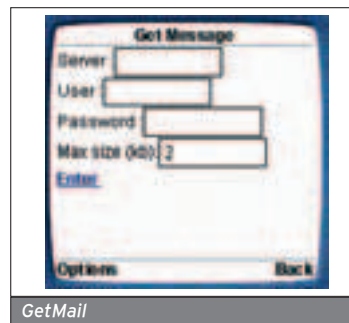 Get Message
Server
User
Password
Max size (kb): 2
Enter
Options Back
GetMail